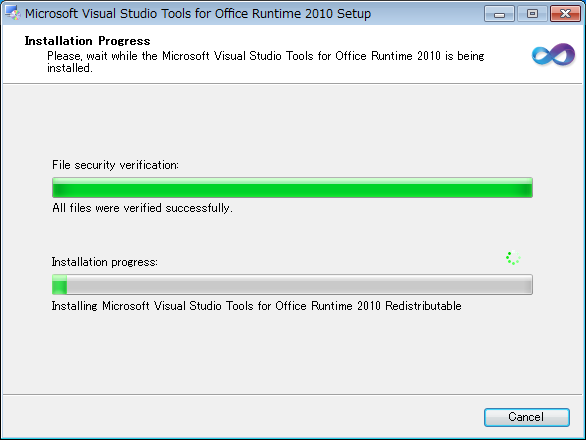 Microsoft Visual Studio Tools for Office Runtime 2010 Setup
Installation Progress
Please, wait while the Microsoft Visual Studio Tools for Office Runtime 2010 is being
installed.
File security verification:
All files were verified successfully.
Installation progress:
Installing Microsoft Visual Studio Tools for Office Runtime 2010 Redistributable
Cancel